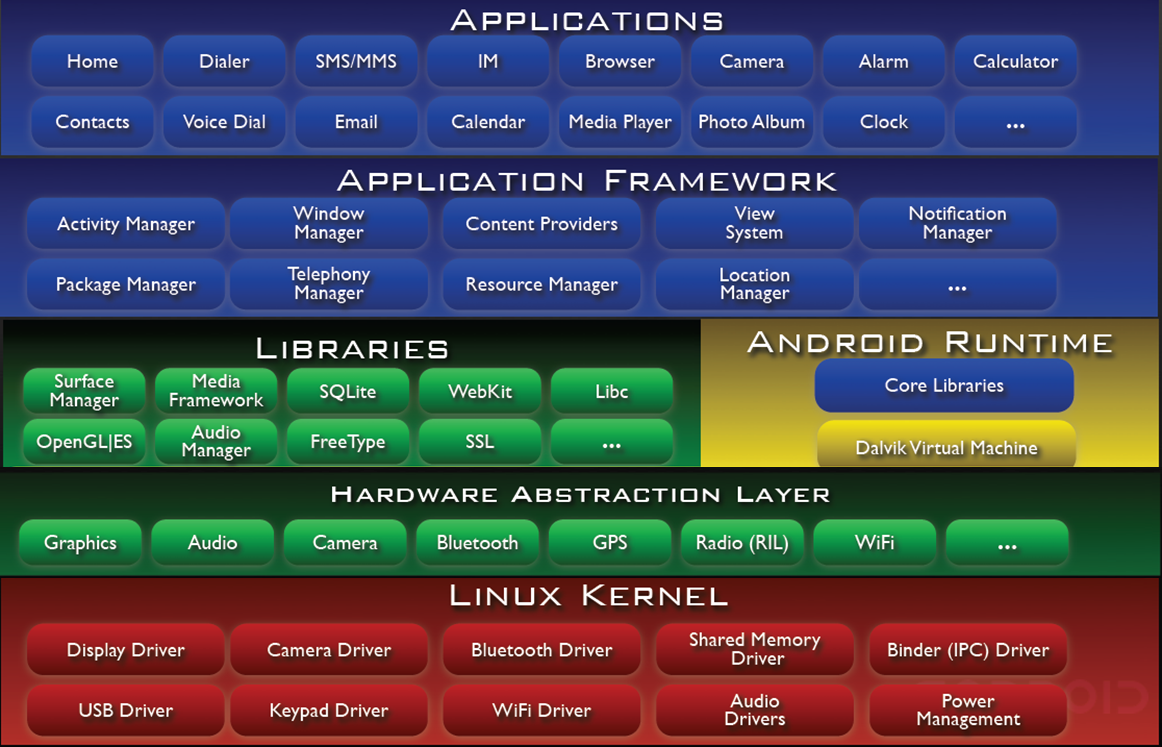 APPLICATIONS
Home Dialer SMS/MMS IM Browser Camera Alarm Calculator
Contacts Voice Dial Email Calendar Media Player Photo Album Clock ...
APPLICATION FRAMEWORK
Activity Manager
Window
Manager
Content Providers
View
System
Notification
Manager
Package Manager
Telephony
Manager
Resource Manager
Location
Manager
...
LIBRARIES
Surface
Manager
Media
Framework
SQLite
WebKit
Libc
OpenGL|ES
Audio
Manager
FreeType
SSL
...
ANDROID RUNTIME
Core Libraries
Dalvik Virtual Machine
HARDWARE ABSTRACTION LAYER
Graphics Audio Camera Bluetooth GPS Radio (RIL) WiFi ...
LINUX KERNEL
Display Driver
Camera Driver
Bluetooth Driver
Shared Memory
Driver
Binder (IPC) Driver
USB Driver
Keypad Driver
WiFi Driver
Audio
Drivers
Power
Management